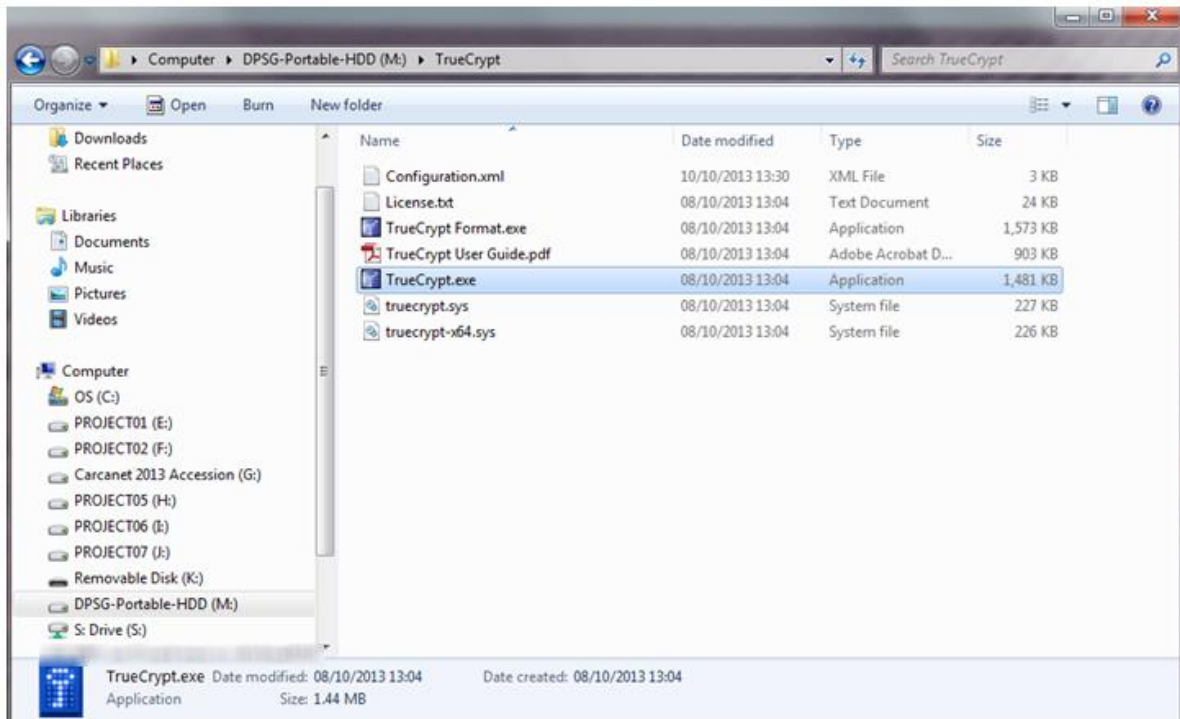 Computer ▸ DPSG-Portable-HDD (M:) ▸ TrueCrypt
Search TrueCrypt
Organize Open Burn New folder
Downloads
Recent Places
Libraries
Documents
Music
Pictures
Videos
Computer
OS (C:)
PROJECT01 (E:)
PROJECT02 (F:)
Carcanet 2013 Accession (G:)
PROJECT05 (H:)
PROJECT06 (I:)
PROJECT07 (J:)
Removable Disk (K:)
DPSG-Portable-HDD (M:)
S: Drive (S:)
Name Date modified Type Size
Configuration.xml 10/10/2013 13:30 XML File 3 KB
License.txt 08/10/2013 13:04 Text Document 24 KB
TrueCrypt Format.exe 08/10/2013 13:04 Application 1,573 KB
TrueCrypt User Guide.pdf 08/10/2013 13:04 Adobe Acrobat D... 903 KB
TrueCrypt.exe 08/10/2013 13:04 Application 1,481 KB
truecrypt.sys 08/10/2013 13:04 System file 227 KB
truecrypt-x64.sys 08/10/2013 13:04 System file 226 KB
TrueCrypt.exe Date modified: 08/10/2013 13:04 Date created: 08/10/2013 13:04
Application Size: 1.44 MB